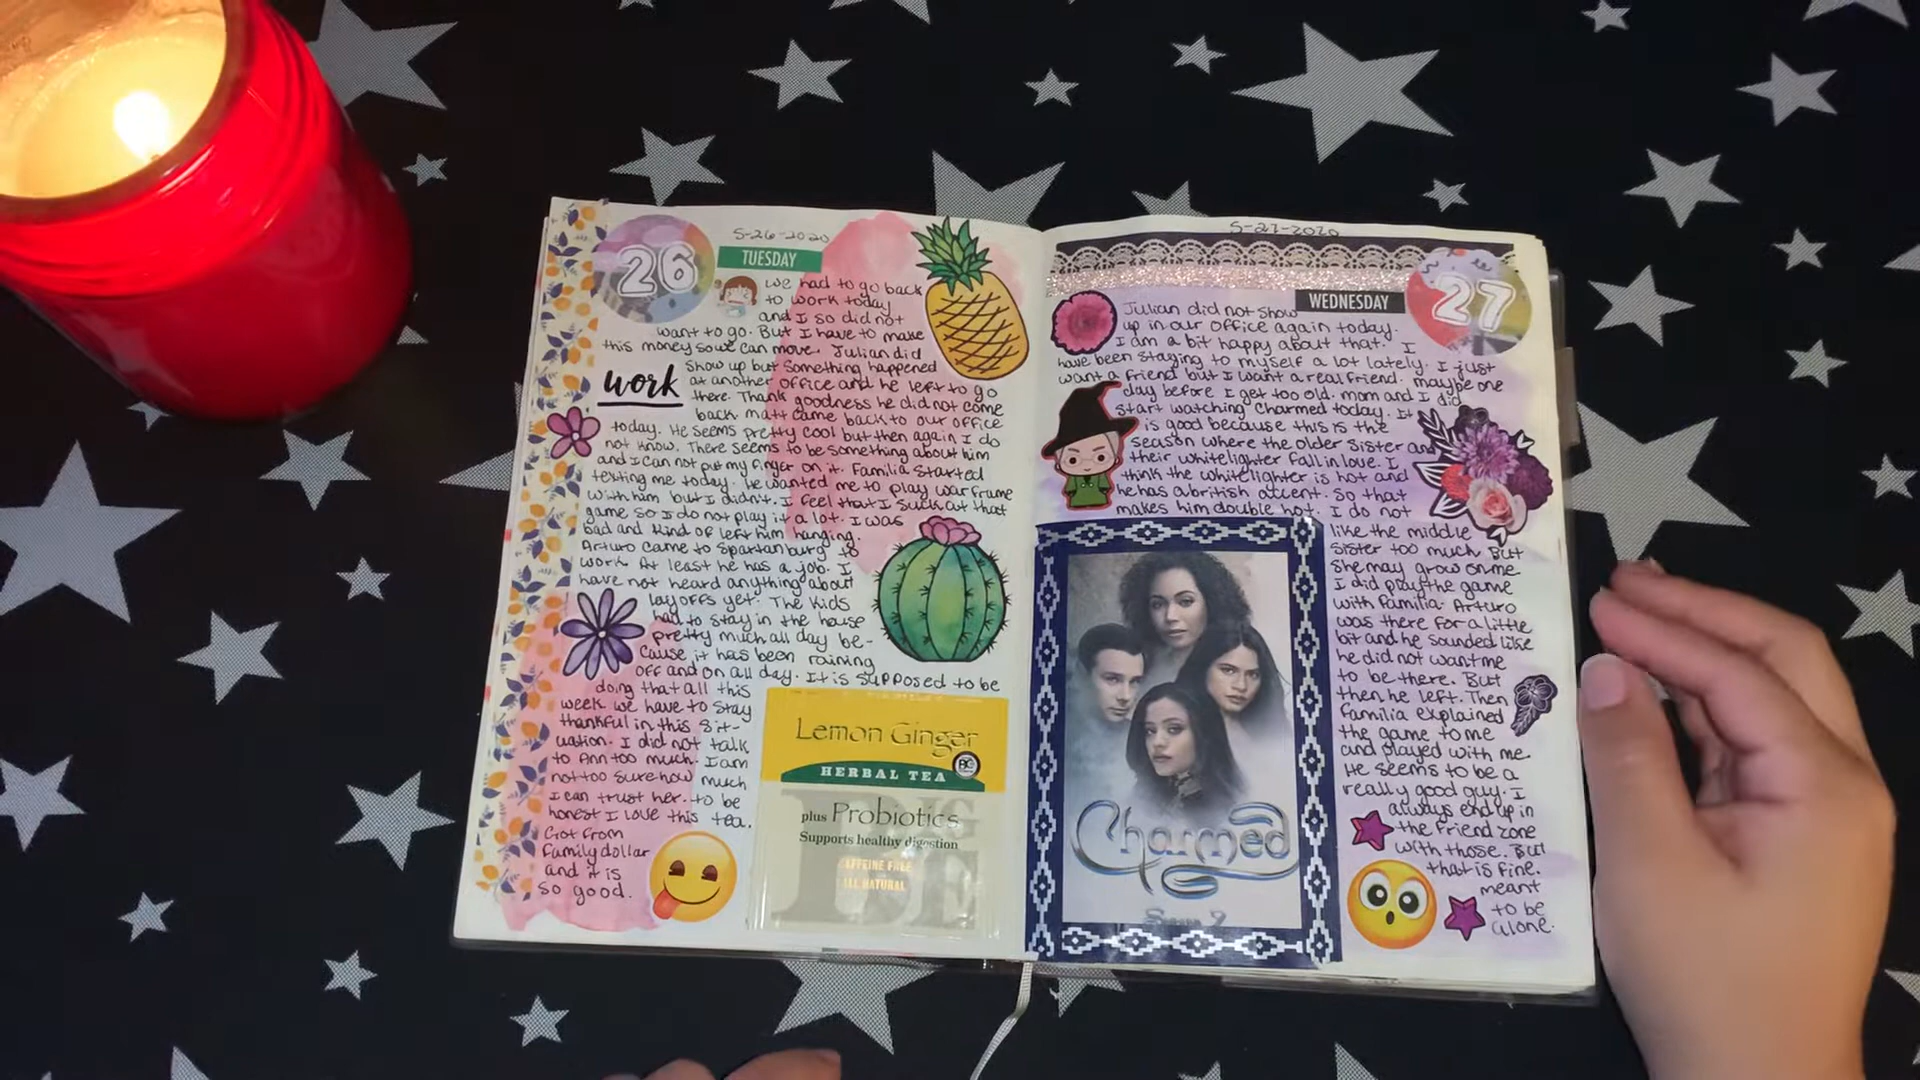 5-26-2020
26
TUESDAY
we had to go back
to work today
and I so did not
want to go. But I have to make
this money so we can move. Julian did
show up but something happened
work
at another office and he left to go
there. Thank goodness he did not come
back. Matt came back to our office
today. He seems pretty cool but then again I do
not know. There seems to be something about him
and I can not put my finger on it. Familia started
texting me today. he wanted me to play warframe
with him but I didn't. I feel that I suck at that
game so I do not play it a lot. I was
bad and kind of left him hanging.
Arturo came to Spartanburg to
work. At least he has a job. I
have not heard anything about
layoffs yet. The kids
had to stay in the house
pretty much all day be-
cause it has been raining
off and on all day. It is supposed to be
doing that all this
week. we have to stay
thankful in this sit-
uation. I did not talk
to Ann too much. I am
not too sure how much
I can trust her. to be
honest I love this tea.
Got from
family dollar
and it is
so good.
Lemon Ginger
HERBAL TEA
plus Probiotics
Supports healthy digestion
CAFFEINE FREE
ALL NATURAL
5-27-2020
27
WEDNESDAY
Julian did not show
up in our office again today.
I am a bit happy about that. I
have been staying to myself a lot lately. I just
want a friend but I want a real friend. maybe one
day before I get too old. mom and I did
start watching Charmed today. It
is good because this is the
season where the older sister and
their whitelighter fall in love. I
think the whitelighter is hot and
he has a british accent. So that
makes him double hot. I do not
like the middle
sister too much. But
she may grow on me.
I did play the game
with Familia. Arturo
was there for a little
bit and he sounded like
he did not want me
to be there. But
then he left. Then
Familia explained
the game to me
and played with me.
He seems to be a
really good guy. I
always end up in
the friend zone
with those. But
that is fine.
meant
to be
alone.
Charmed
Season 2